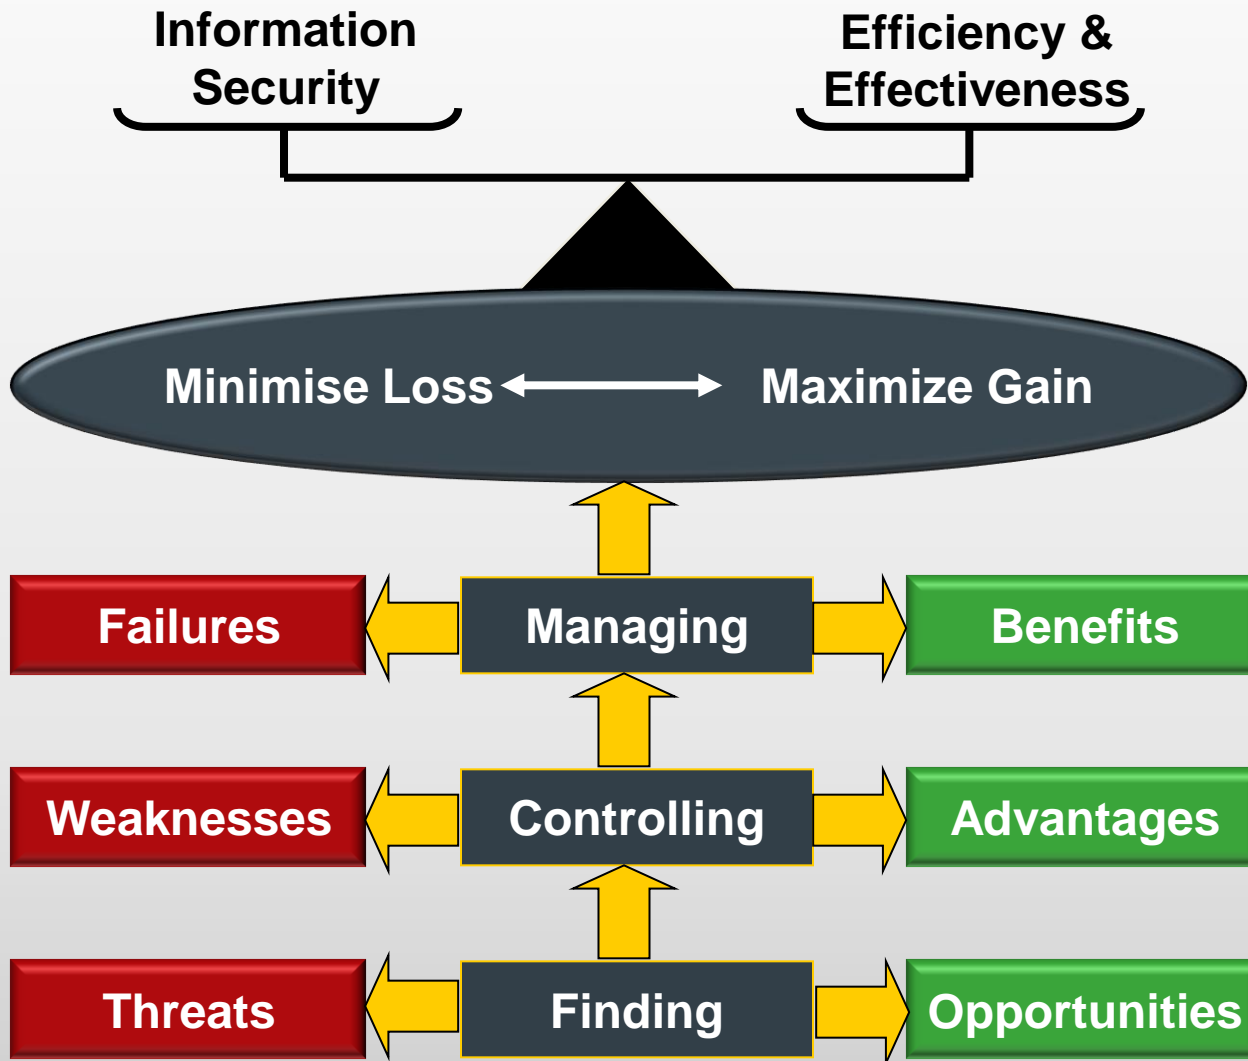 Information
Security
Efficiency &
Effectiveness
Minimise Loss
Maximize Gain
Failures
Managing
Benefits
Weaknesses
Controlling
Advantages
Threats
Finding
Opportunities